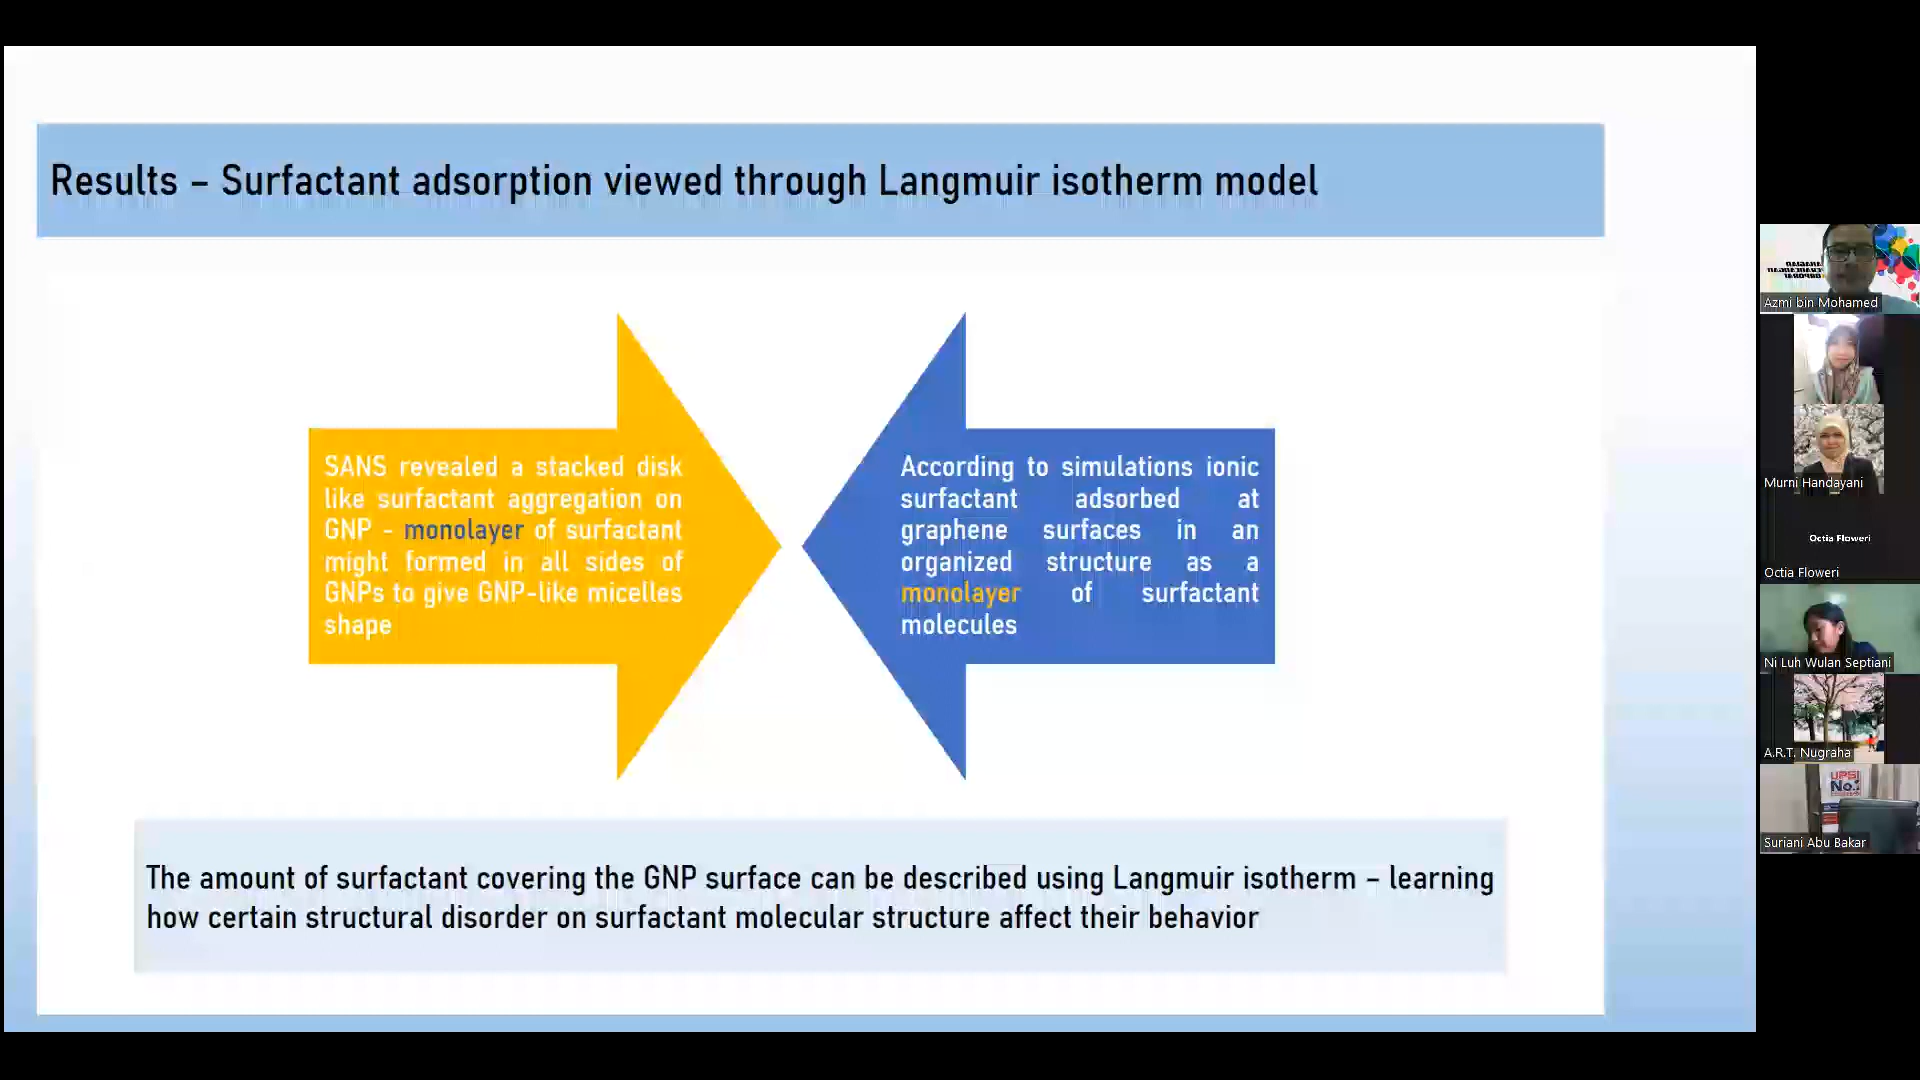 Results – Surfactant adsorption viewed through Langmuir isotherm model
SANS revealed a stacked disk
like surfactant aggregation on
GNP - monolayer of surfactant
might formed in all sides of
GNPs to give GNP-like micelles
shape
According to simulations ionic
surfactant adsorbed at
graphene surfaces in an
organized structure as a
monolayer of surfactant
molecules
The amount of surfactant covering the GNP surface can be described using Langmuir isotherm – learning
how certain structural disorder on surfactant molecular structure affect their behavior
Azmi bin Mohamed
Murni Handayani
Octia Floweri
Octia Floweri
Ni Luh Wulan Septiani
A.R.T. Nugraha
UPSI
No.
Suriani Abu Bakar